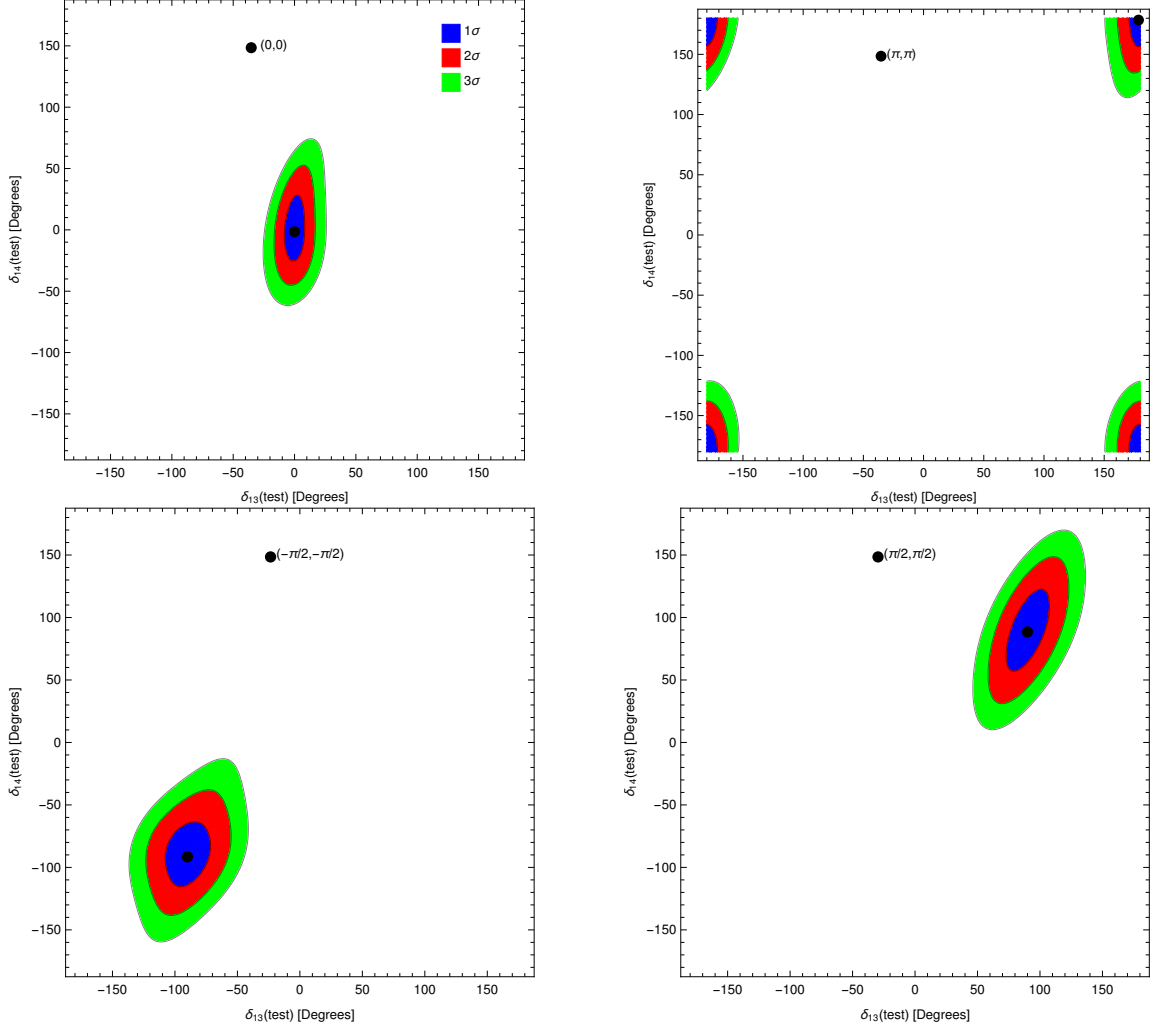 (0,0)
1σ
2σ
3σ
150
100
50
0
−50
−100
−150
δ14(test) [Degrees]
−150 −100 −50 0 50 100 150
δ13(test) [Degrees]
(π,π)
150
100
50
0
−50
−100
−150
δ14(test) [Degrees]
−150 −100 −50 0 50 100 150
δ13(test) [Degrees]
(−π/2,−π/2)
150
100
50
0
−50
−100
−150
δ14(test) [Degrees]
−150 −100 −50 0 50 100 150
δ13(test) [Degrees]
(π/2,π/2)
150
100
50
0
−50
−100
−150
δ14(test) [Degrees]
−150 −100 −50 0 50 100 150
δ13(test) [Degrees]